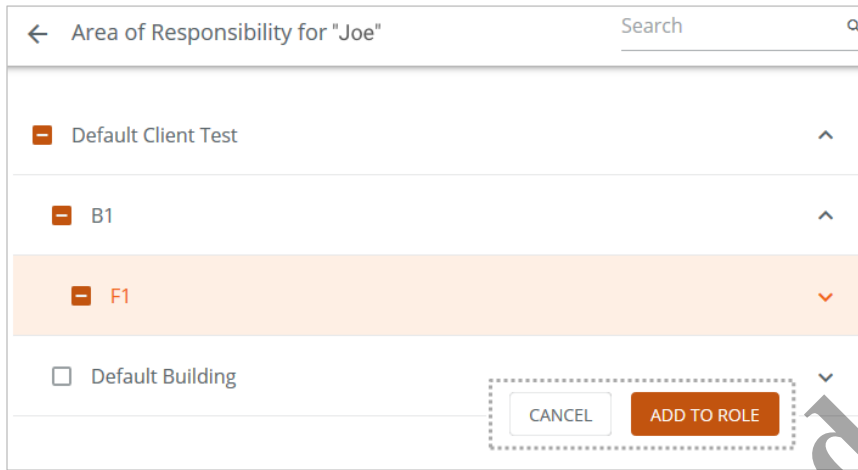 Area of Responsibility for "Joe"
Search
Default Client Test
B1
F1
Default Building
CANCEL
ADD TO ROLE